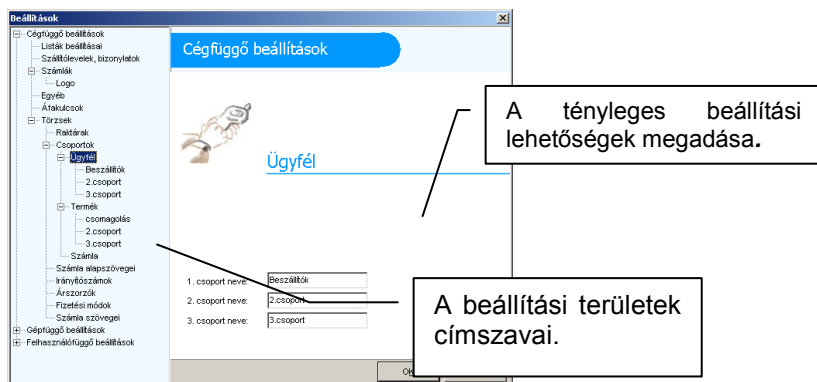 Beállítások
Cégfüggő beállítások
Listák beállításai
Szállítólevelek, bizonylatok
Számlák
Logo
Egyéb
Áfakulcsok
Törzsek
Raktárak
Csoportok
Ügyfél
Beszállítók
2.csoport
3.csoport
Termék
csomagolás
2.csoport
3.csoport
Számla
Számla alapszövegei
Irányítószámok
Árszorzók
Fizetési módok
Számla szövegei
Gépfüggő beállítások
Felhasználófüggő beállítások
Cégfüggő beállítások
Ügyfél
1. csoport neve: Beszállítók
2. csoport neve: 2.csoport
3. csoport neve: 3.csoport
A tényleges beállítási
lehetőségek megadása.
A beállítási területek
címszavai.